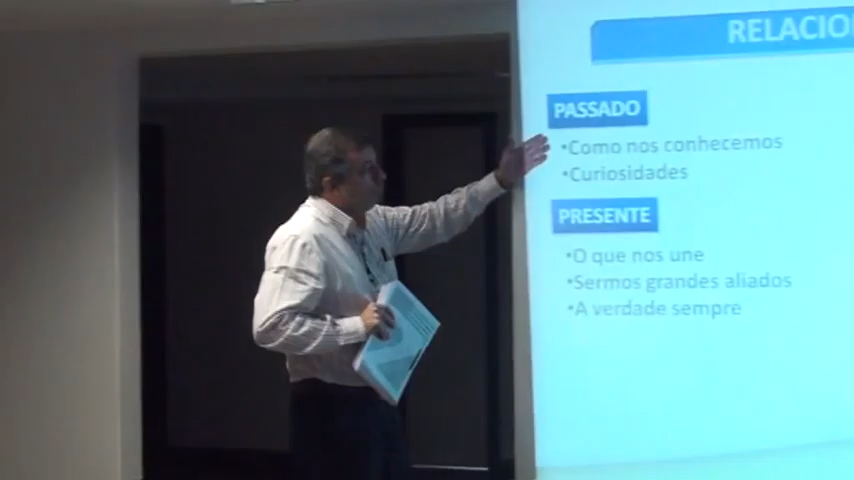 RELACIO
PASSADO
•Como nos conhecemos
•Curiosidades
PRESENTE
•O que nos une
•Sermos grandes aliados
•A verdade sempre